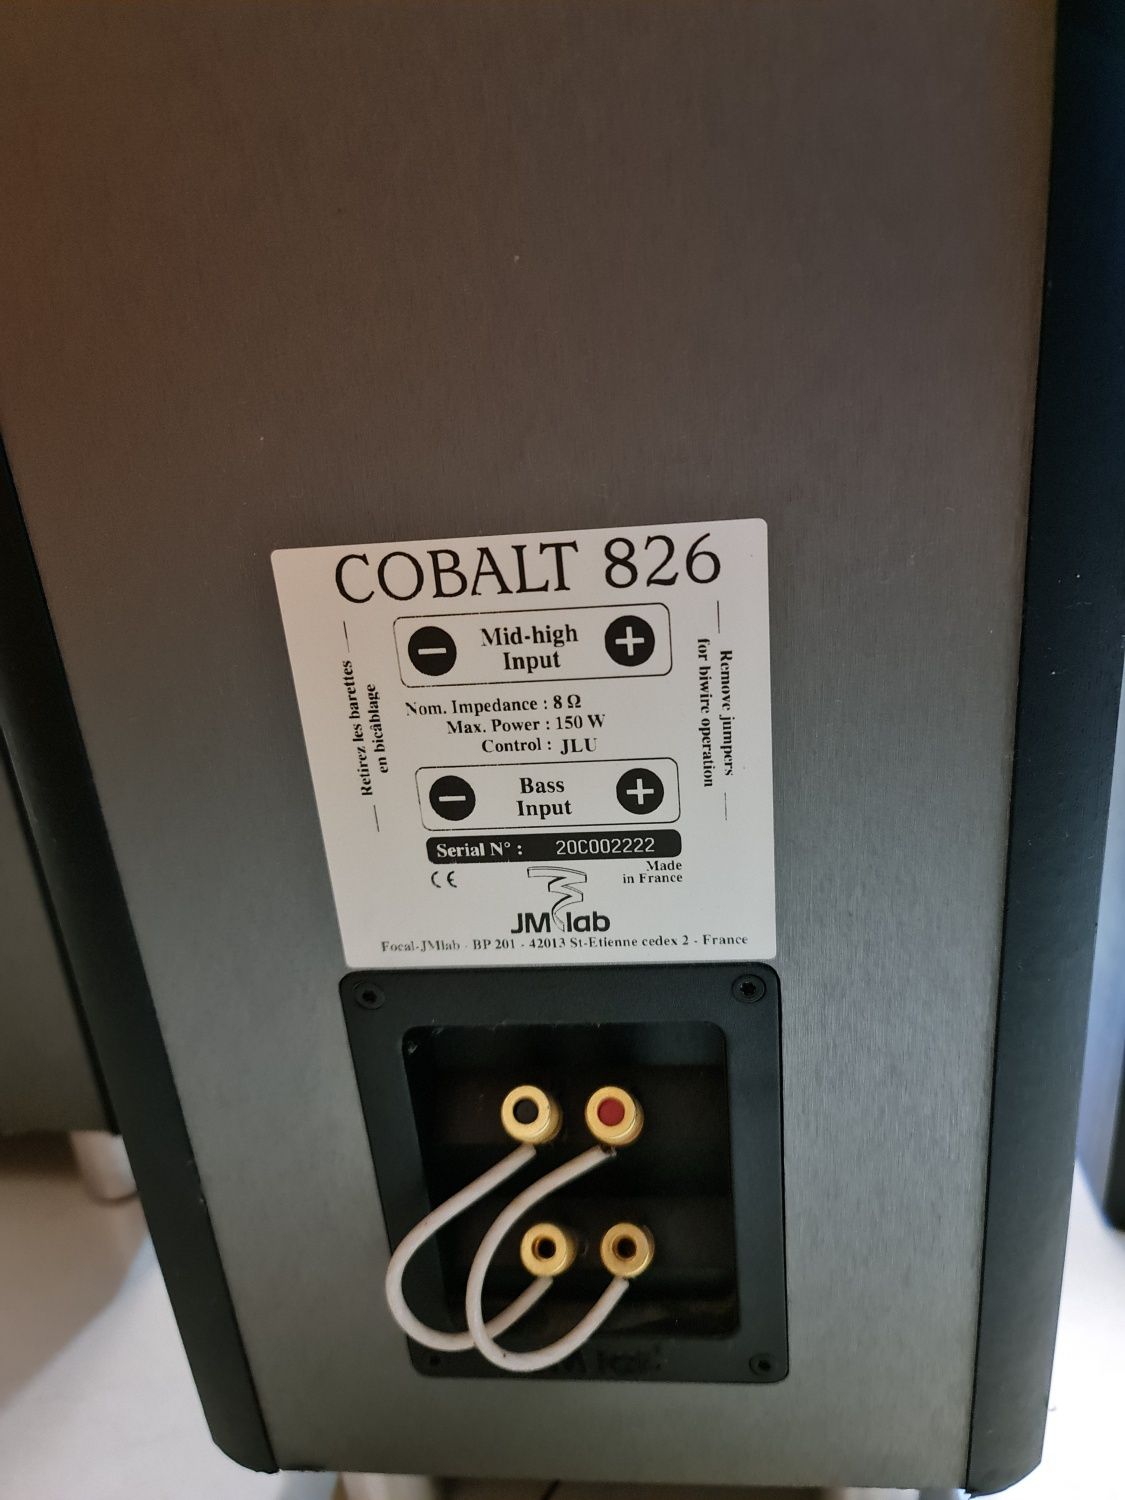 COBALT 826
Mid-high
Input
Retirez les barettes
en bicâblage
Remove jumpers
for biwire operation
Nom. Impedance : 8 Ω
Max. Power : 150 W
Control : JLU
Bass
Input
Serial N° : 20C002222
CE
Made
in France
JMlab
Focal-JMlab - BP 201 - 42013 St-Etienne cedex 2 - France